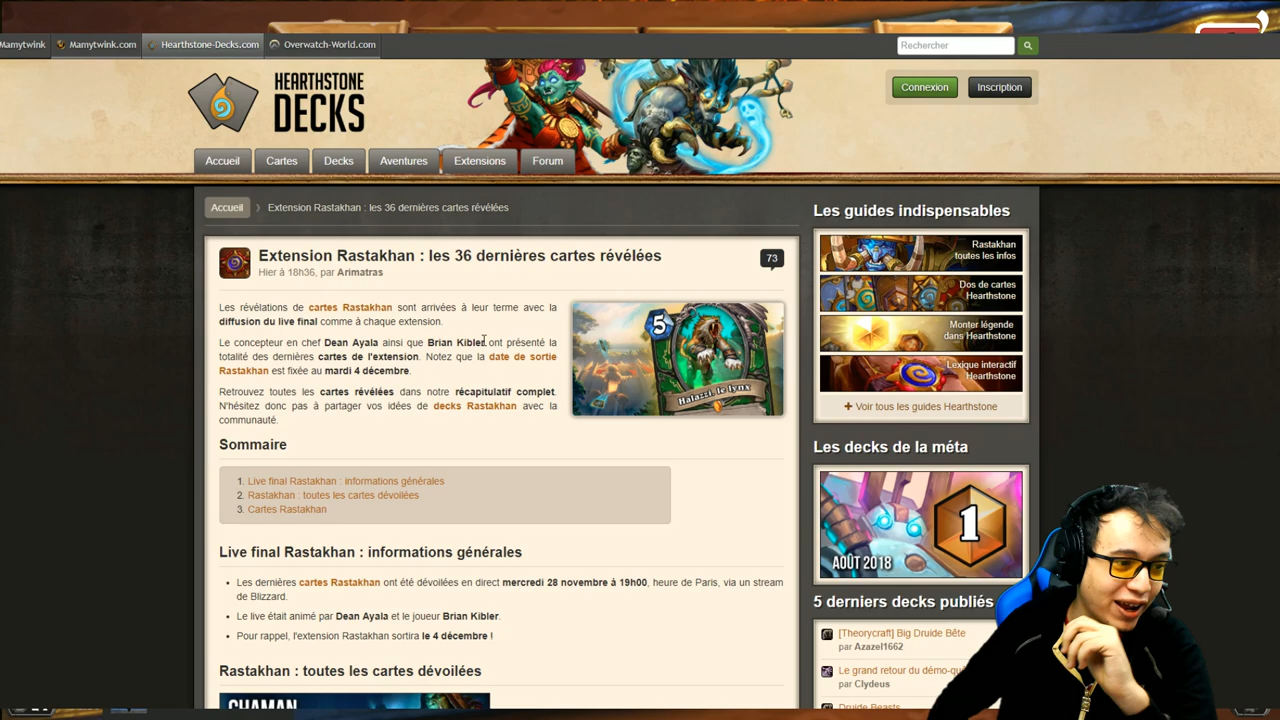 Mamytwink
Mamytwink.com
Hearthstone-Decks.com
Overwatch-World.com
Rechercher
HEARTHSTONE
DECKS
Connexion
Inscription
Accueil
Cartes
Decks
Aventures
Extensions
Forum
Accueil
Extension Rastakhan : les 36 dernières cartes révélées
Extension Rastakhan : les 36 dernières cartes révélées
73
Hier à 18h36, par Arimatras
Les révélations de cartes Rastakhan sont arrivées à leur terme avec la
diffusion du live final comme à chaque extension.
Le concepteur en chef Dean Ayala ainsi que Brian Kibler ont présenté la
totalité des dernières cartes de l'extension. Notez que la date de sortie
Rastakhan est fixée au mardi 4 décembre.
Retrouvez toutes les cartes révélées dans notre récapitulatif complet.
N'hésitez donc pas à partager vos idées de decks Rastakhan avec la
communauté.
5
Halazzi, le lynx
Sommaire
1. Live final Rastakhan : informations générales
2. Rastakhan : toutes les cartes dévoilées
3. Cartes Rastakhan
Live final Rastakhan : informations générales
• Les dernières cartes Rastakhan ont été dévoilées en direct mercredi 28 novembre à 19h00, heure de Paris, via un stream
de Blizzard.
• Le live était animé par Dean Ayala et le joueur Brian Kibler.
• Pour rappel, l'extension Rastakhan sortira le 4 décembre !
Rastakhan : toutes les cartes dévoilées
CHAMAN
Les guides indispensables
Rastakhan
toutes les infos
Dos de cartes
Hearthstone
Monter légende
dans Hearthstone
Lexique interactif
Hearthstone
Voir tous les guides Hearthstone
Les decks de la méta
1
AOÛT 2018
5 derniers decks publiés
[Theorycraft] Big Druide Bête
par Azazel1662
Le grand retour du démo-qu
par Clydeus
Druide Beasts